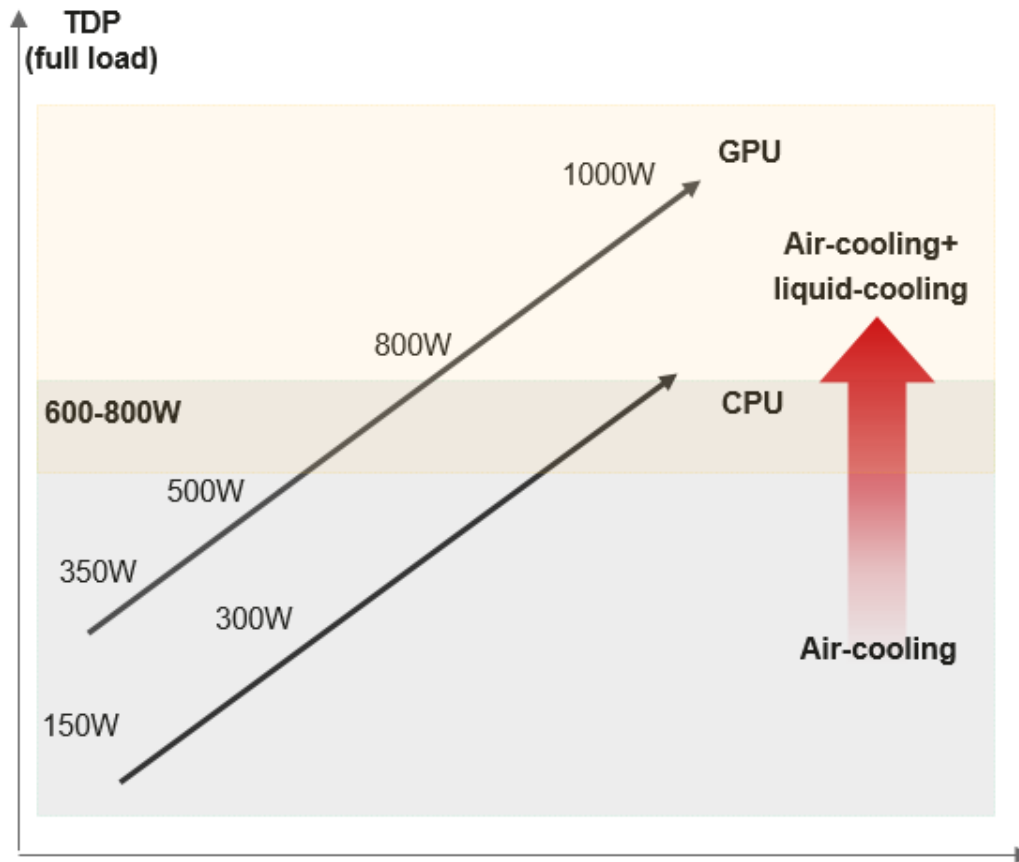 TDP
(full load)
GPU
1000W
Air-cooling+
liquid-cooling
800W
CPU
600-800W
500W
350W
300W
Air-cooling
150W